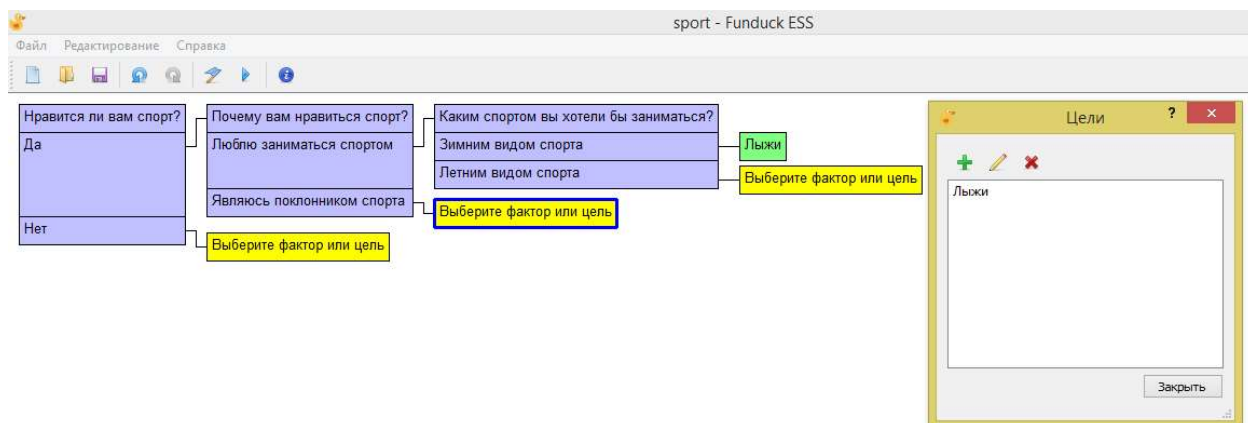 sport - Funduck ESS
Файл Редактирование Справка
Нравится ли вам спорт?
Да
Нет
Почему вам нравиться спорт?
Люблю заниматься спортом
Являюсь поклонником спорта
Выберите фактор или цель
Каким спортом вы хотели бы заниматься?
Зимним видом спорта
Летним видом спорта
Выберите фактор или цель
Лыжи
Выберите фактор или цель
Цели
?
Лыжи
Закрыть